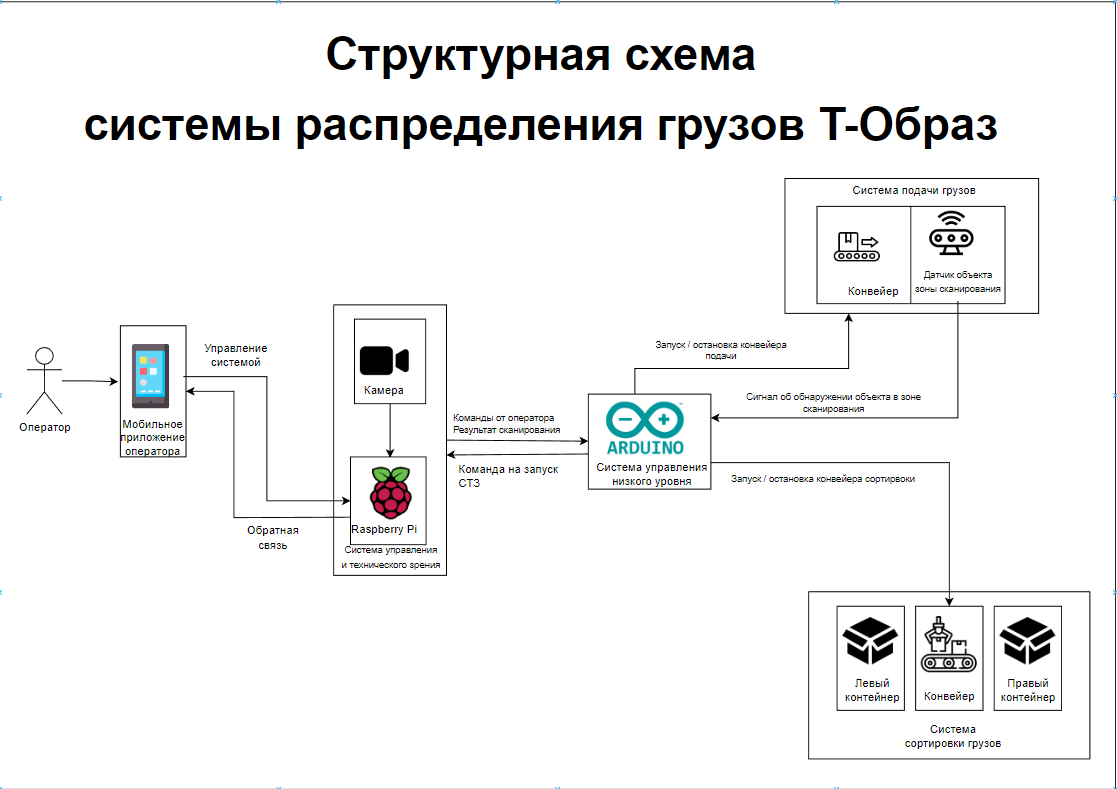 Структурная схема
системы распределения грузов Т-Образ
Система подачи грузов
Конвейер
Датчик объекта
зоны сканирования
Запуск / остановка конвейера
подачи
Сигнал об обнаружении объекта в зоне
сканирования
Управление
системой
Оператор
Мобильное
приложение
оператора
Камера
Команды от оператора
Результат сканирования
Команда на запуск
СТЗ
ARDUINO
Система управления
низкого уровня
Запуск / остановка конвейера сортирвоки
Raspberry Pi
Система управления
и технического зрения
Обратная
связь
Левый
контейнер
Конвейер
Правый
контейнер
Система
сортировки грузов